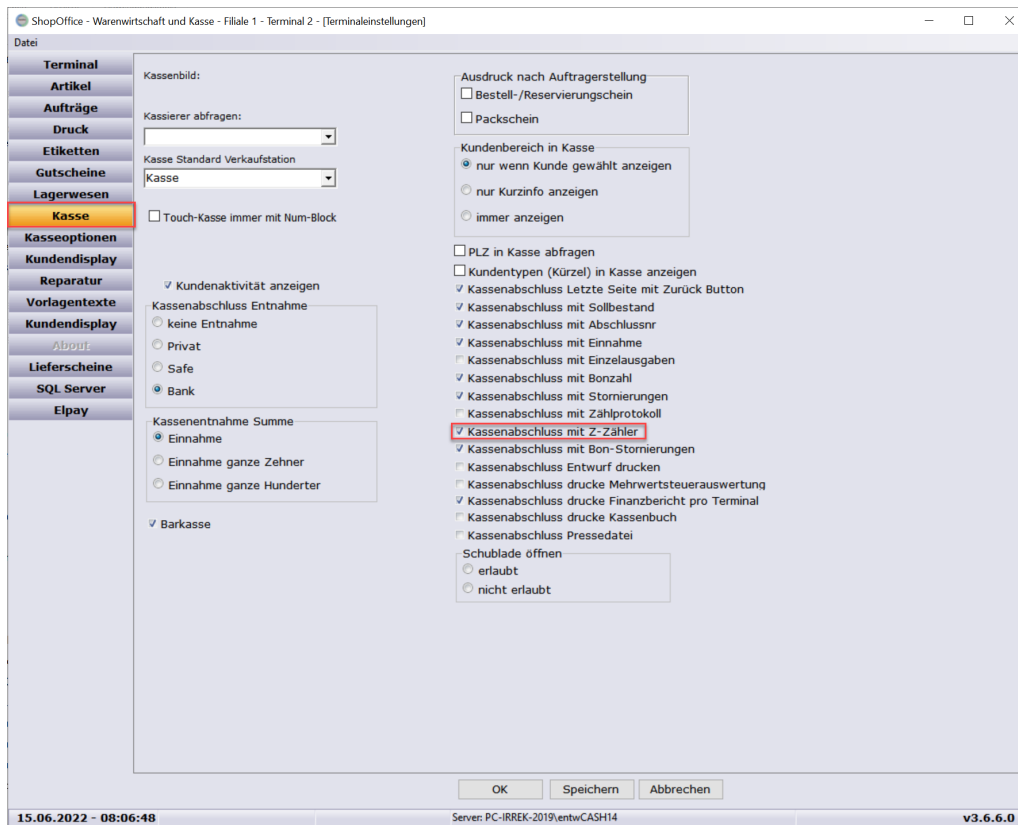 ShopOffice - Warenwirtschaft und Kasse - Filiale 1 - Terminal 2 - [Terminaleinstellungen]
Datei
Terminal
Artikel
Aufträge
Druck
Etiketten
Gutscheine
Lagerwesen
Kasse
Kasseoptionen
Kundendisplay
Reparatur
Vorlagentexte
Kundendisplay
About
Lieferscheine
SQL Server
Elpay
Kassenbild:
Kassierer abfragen:
Kasse Standard Verkaufstation
Kasse
Touch-Kasse immer mit Num-Block
Kundenaktivität anzeigen
Kassenabschluss Entnahme
keine Entnahme
Privat
Safe
Bank
Kassenentnahme Summe
Einnahme
Einnahme ganze Zehner
Einnahme ganze Hunderter
Barkasse
Ausdruck nach Auftragerstellung
Bestell-/Reservierungschein
Packschein
Kundenbereich in Kasse
nur wenn Kunde gewählt anzeigen
nur Kurzinfo anzeigen
immer anzeigen
PLZ in Kasse abfragen
Kundentypen (Kürzel) in Kasse anzeigen
Kassenabschluss Letzte Seite mit Zurück Button
Kassenabschluss mit Sollbestand
Kassenabschluss mit Abschlussnr
Kassenabschluss mit Einnahme
Kassenabschluss mit Einzelausgaben
Kassenabschluss mit Bonzahl
Kassenabschluss mit Stornierungen
Kassenabschluss mit Zählprotokoll
Kassenabschluss mit Z-Zähler
Kassenabschluss mit Bon-Stornierungen
Kassenabschluss Entwurf drucken
Kassenabschluss drucke Mehrwertsteuerauswertung
Kassenabschluss drucke Finanzbericht pro Terminal
Kassenabschluss drucke Kassenbuch
Kassenabschluss Pressedatei
Schublade öffnen
erlaubt
nicht erlaubt
OK Speichern Abbrechen
15.06.2022 - 08:06:48 Server: PC-IRREK-2019\entwCASH14 v3.6.6.0